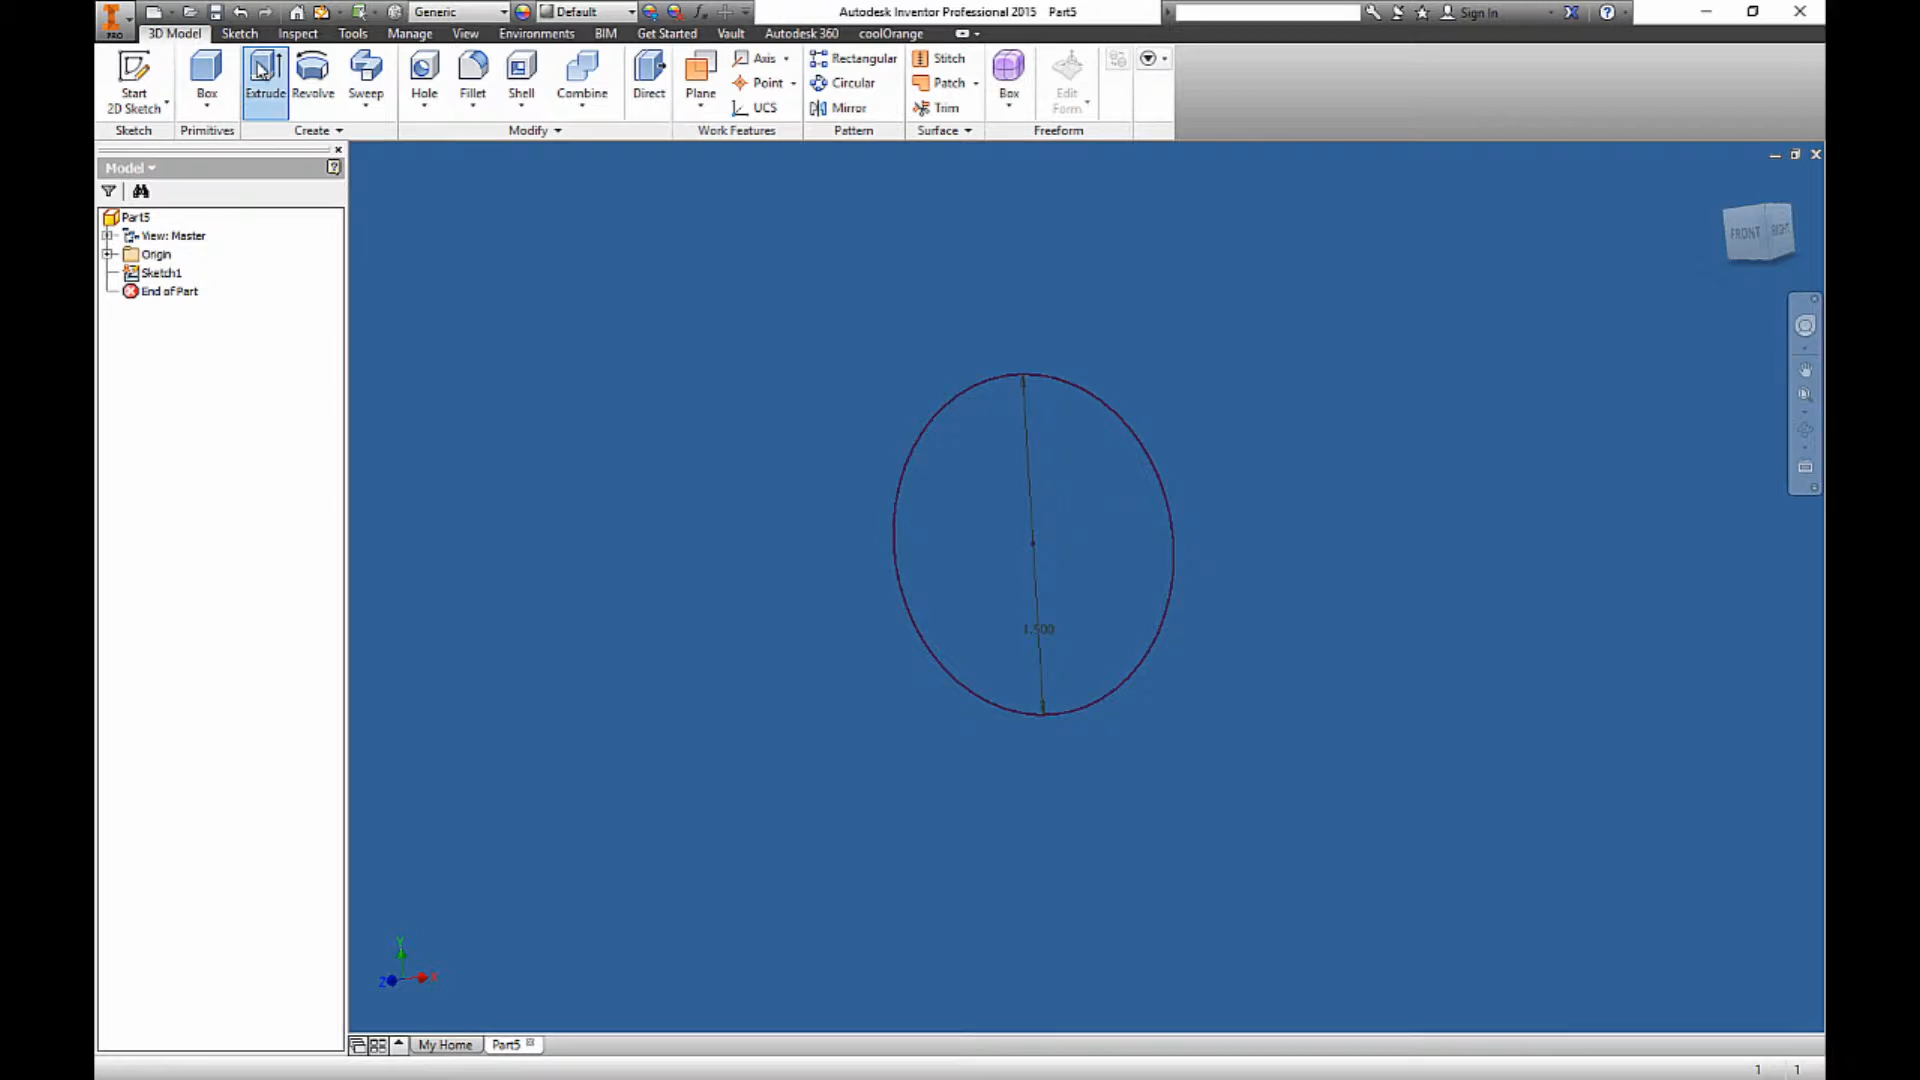 Generic Default Autodesk Inventor Professional 2015 Part5 Sign In
PRO 3D Model Sketch Inspect Tools Manage View Environments BIM Get Started Vault Autodesk 360 coolOrange
Start 2D Sketch
Box
Extrude
Revolve
Sweep
Hole
Fillet
Shell
Combine
Direct
Plane
Axis
Point
UCS
Rectangular
Circular
Mirror
Stitch
Patch
Trim
Box
Edit Form
Sketch Primitives Create Modify Work Features Pattern Surface Freeform
Model
Part5
View: Master
Origin
Sketch1
End of Part
FRONT RIGHT
1.500
Y
Z X
My Home Part5
1 1